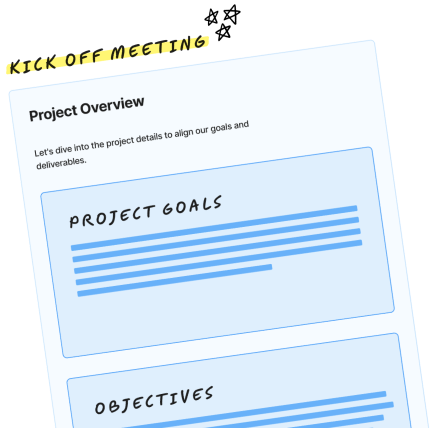 KICK OFF MEETING
Project Overview
Let's dive into the project details to align our goals and
deliverables.
PROJECT GOALS
OBJECTIVES